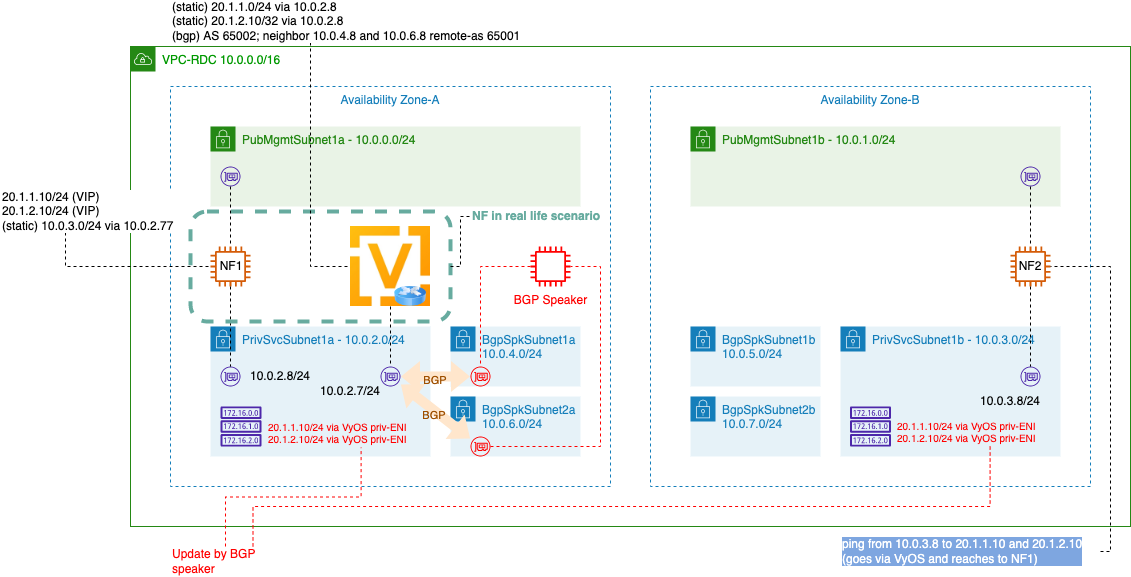 (static) 20.1.1.0/24 via 10.0.2.8
(static) 20.1.2.10/32 via 10.0.2.8
(bgp) AS 65002; neighbor 10.0.4.8 and 10.0.6.8 remote-as 65001
VPC-RDC 10.0.0.0/16
Availability Zone-A
Availability Zone-B
PubMgmtSubnet1a - 10.0.0.0/24
PubMgmtSubnet1b - 10.0.1.0/24
20.1.1.10/24 (VIP)
20.1.2.10/24 (VIP)
(static) 10.0.3.0/24 via 10.0.2.77
NF in real life scenario
NF1
V
BGP Speaker
NF2
PrivSvcSubnet1a - 10.0.2.0/24
BgpSpkSubnet1a
10.0.4.0/24
BgpSpkSubnet1b
10.0.5.0/24
PrivSvcSubnet1b - 10.0.3.0/24
10.0.2.8/24
10.0.2.7/24
BGP
BGP
BgpSpkSubnet2a
10.0.6.0/24
BgpSpkSubnet2b
10.0.7.0/24
10.0.3.8/24
172.16.0.0
172.16.1.0
172.16.2.0
20.1.1.10/24 via VyOS priv-ENI
20.1.2.10/24 via VyOS priv-ENI
172.16.0.0
172.16.1.0
172.16.2.0
20.1.1.10/24 via VyOS priv-ENI
20.1.2.10/24 via VyOS priv-ENI
Update by BGP
speaker
ping from 10.0.3.8 to 20.1.1.10 and 20.1.2.10
(goes via VyOS and reaches to NF1)